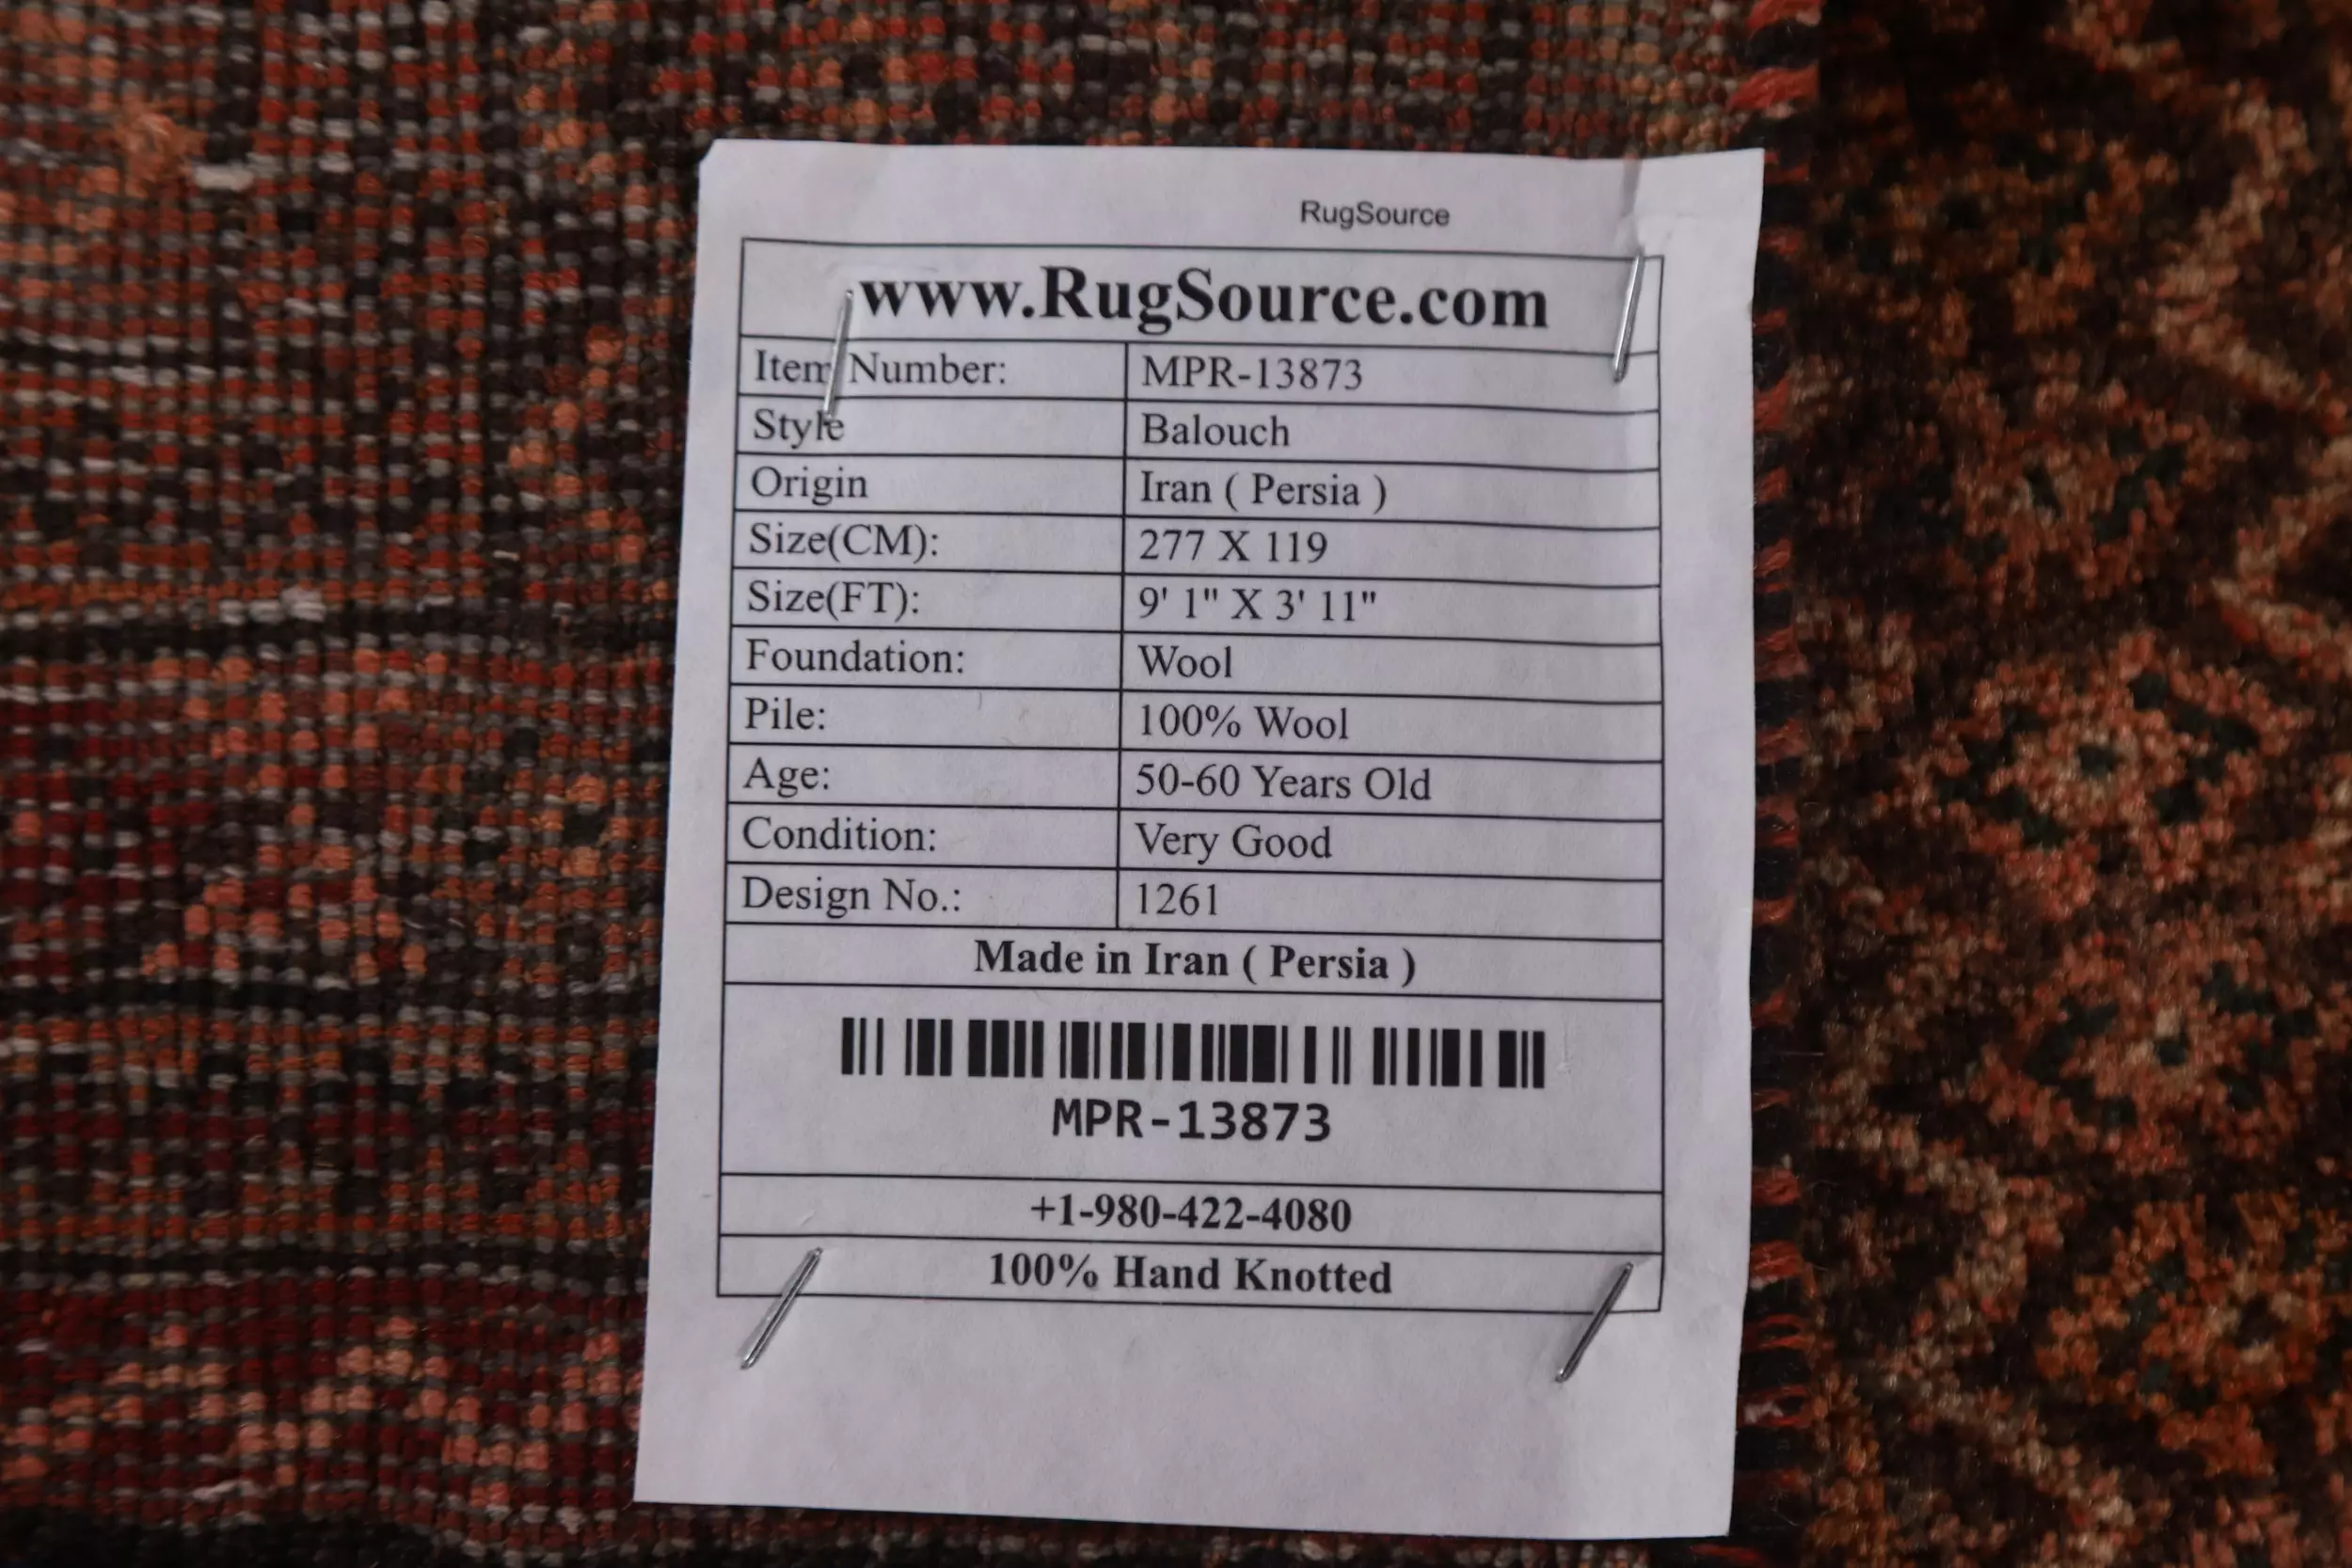 RugSource
www.RugSource.com
Item Number: MPR-13873
Style Balouch
Origin Iran ( Persia )
Size(CM): 277 X 119
Size(FT): 9' 1" X 3' 11"
Foundation: Wool
Pile: 100% Wool
Age: 50-60 Years Old
Condition: Very Good
Design No.: 1261
Made in Iran ( Persia )
MPR-13873
+1-980-422-4080
100% Hand Knotted